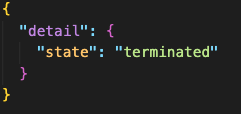 {
  "detail": {
    "state": "terminated"
  }
}